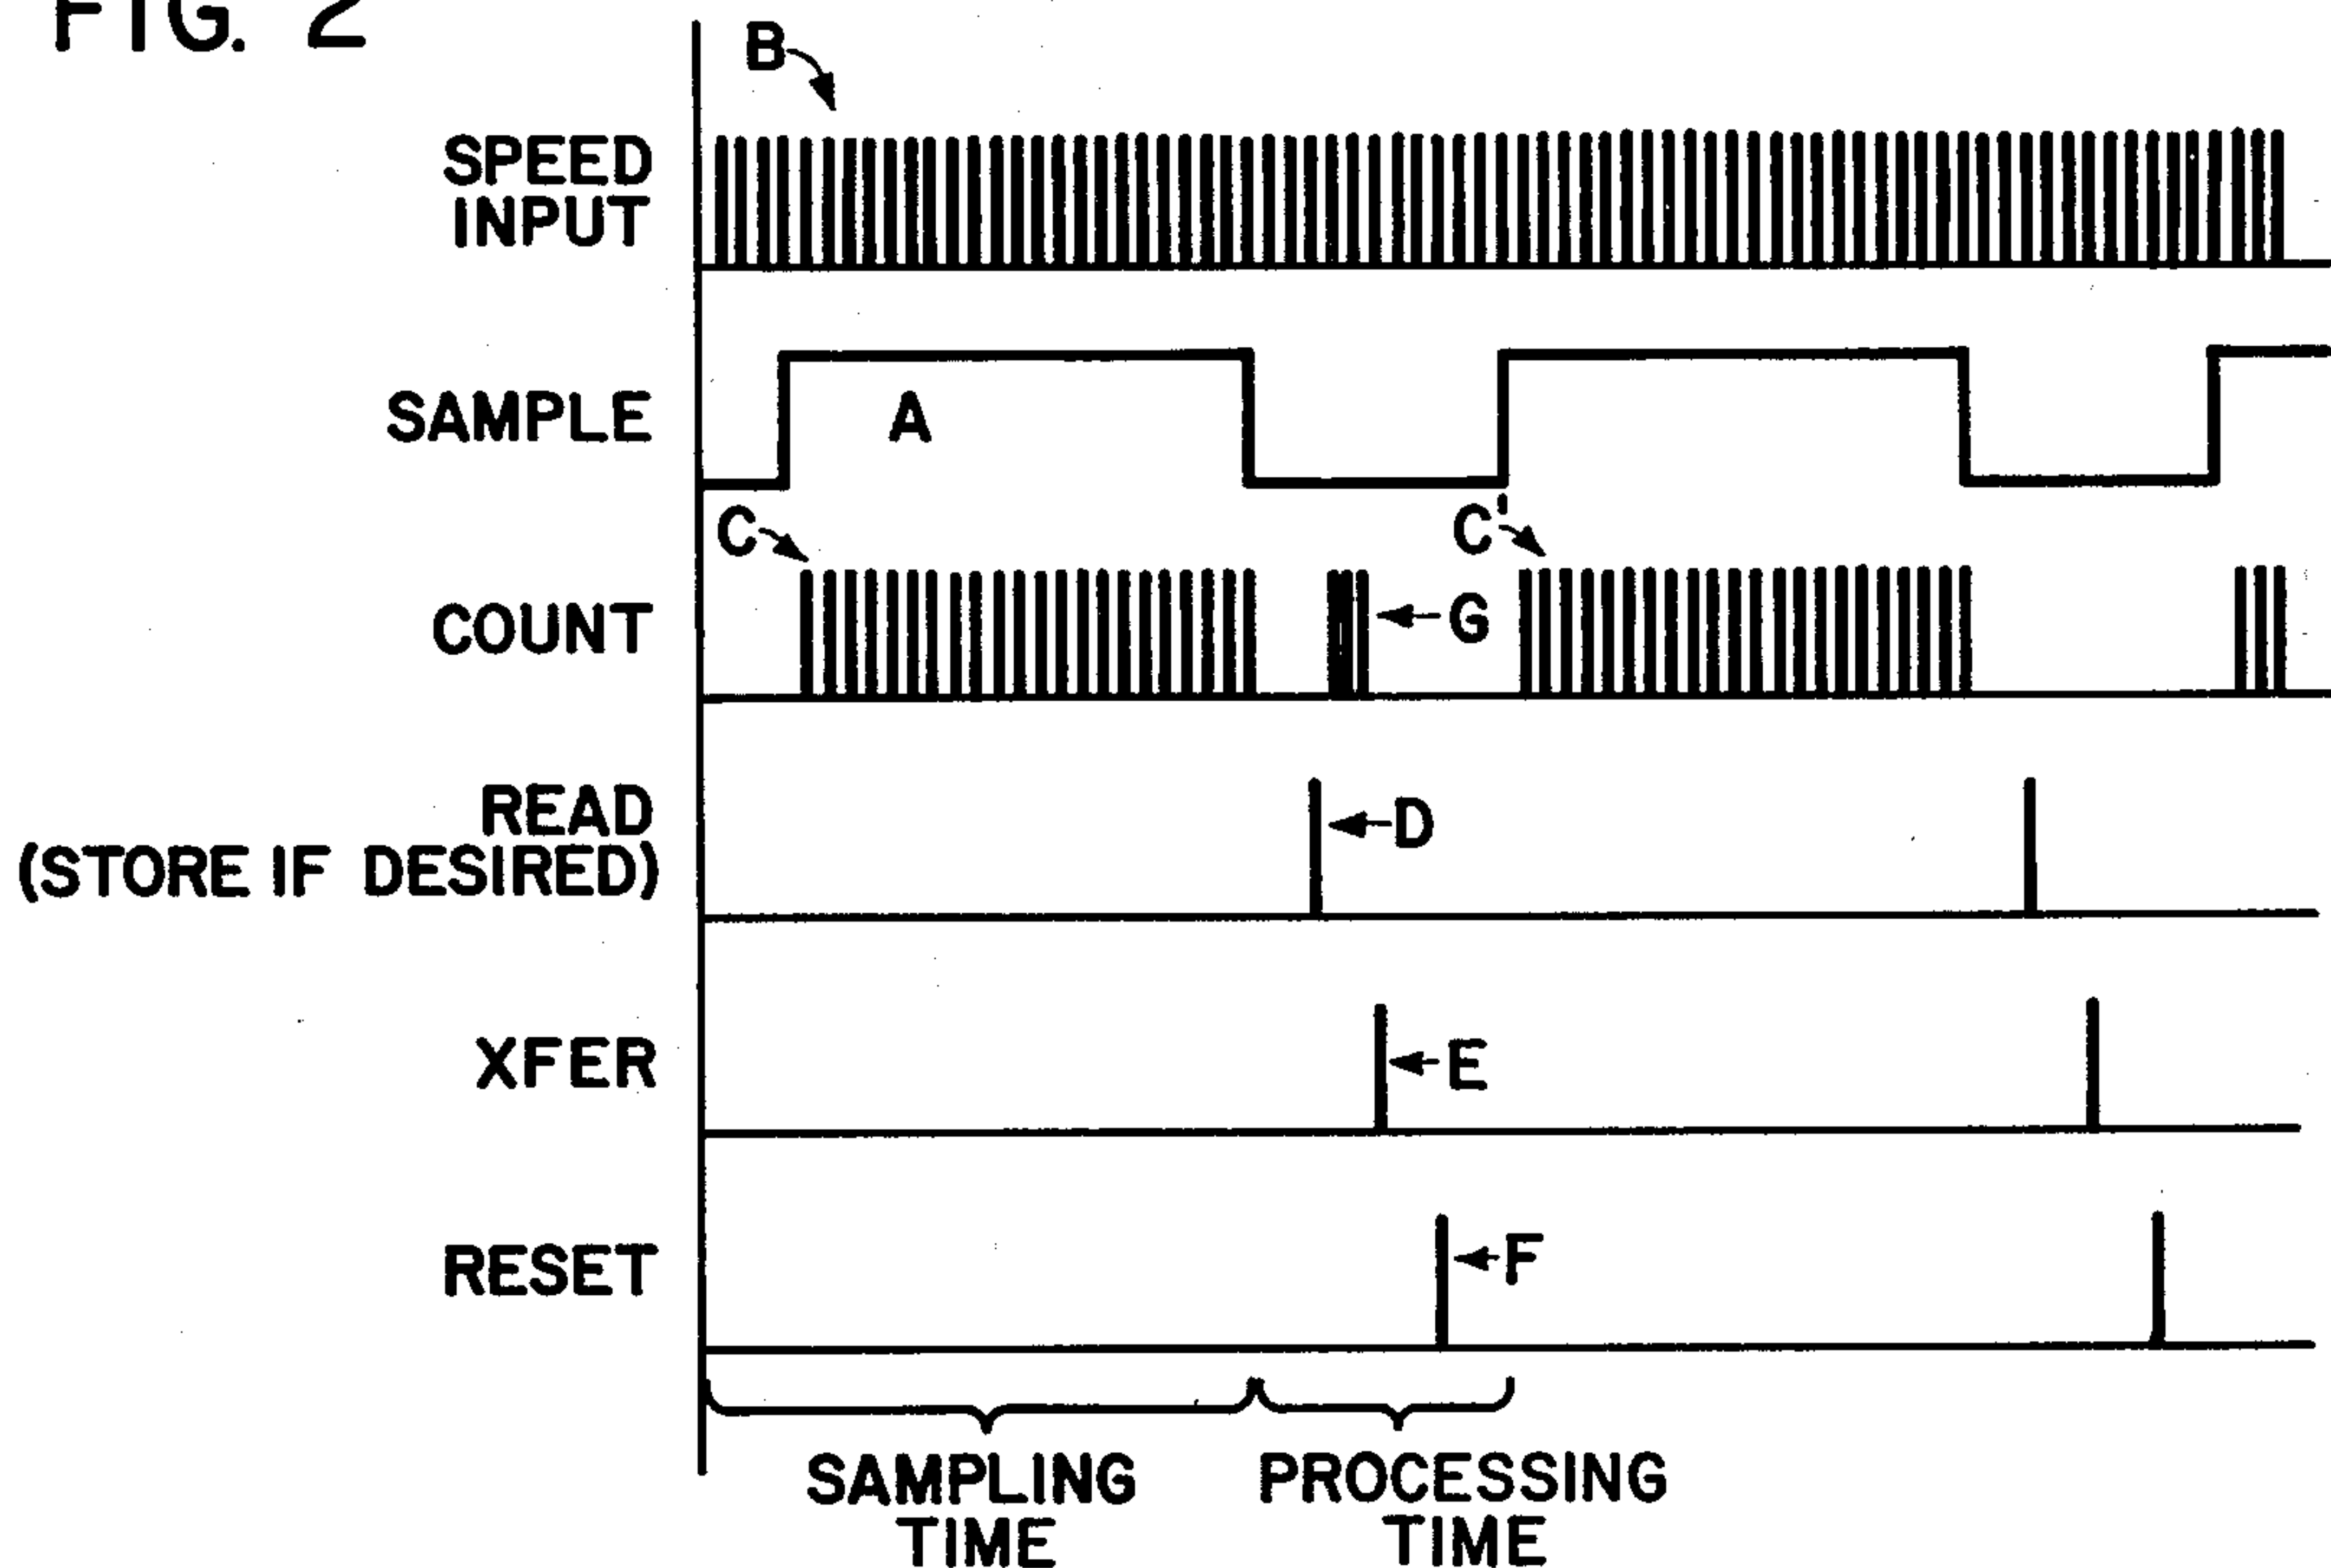 FIG. 2
B
SPEED
INPUT
SAMPLE
A
C
C'
COUNT
G
READ
(STORE IF DESIRED)
D
XFER
E
RESET
F
SAMPLING
TIME
PROCESSING
TIME